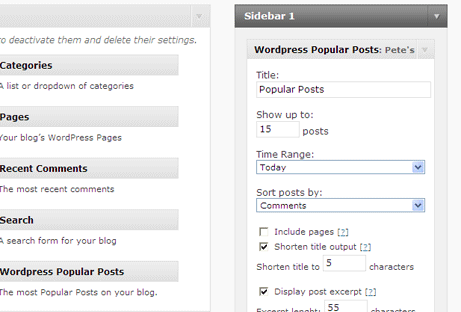 to deactivate them and delete their settings.
Categories
A list or dropdown of categories
Pages
Your blog's WordPress Pages
Recent Comments
The most recent comments
Search
A search form for your blog
Wordpress Popular Posts
The most Popular Posts on your blog.
Sidebar 1
Wordpress Popular Posts: Pete's
Title:
Popular Posts
Show up to:
15 posts
Time Range:
Today
Sort posts by:
Comments
Include pages [?]
Shorten title output [?]
Shorten title to 5 characters
Display post excerpt [?]
Excerpt lenght: 55 characters